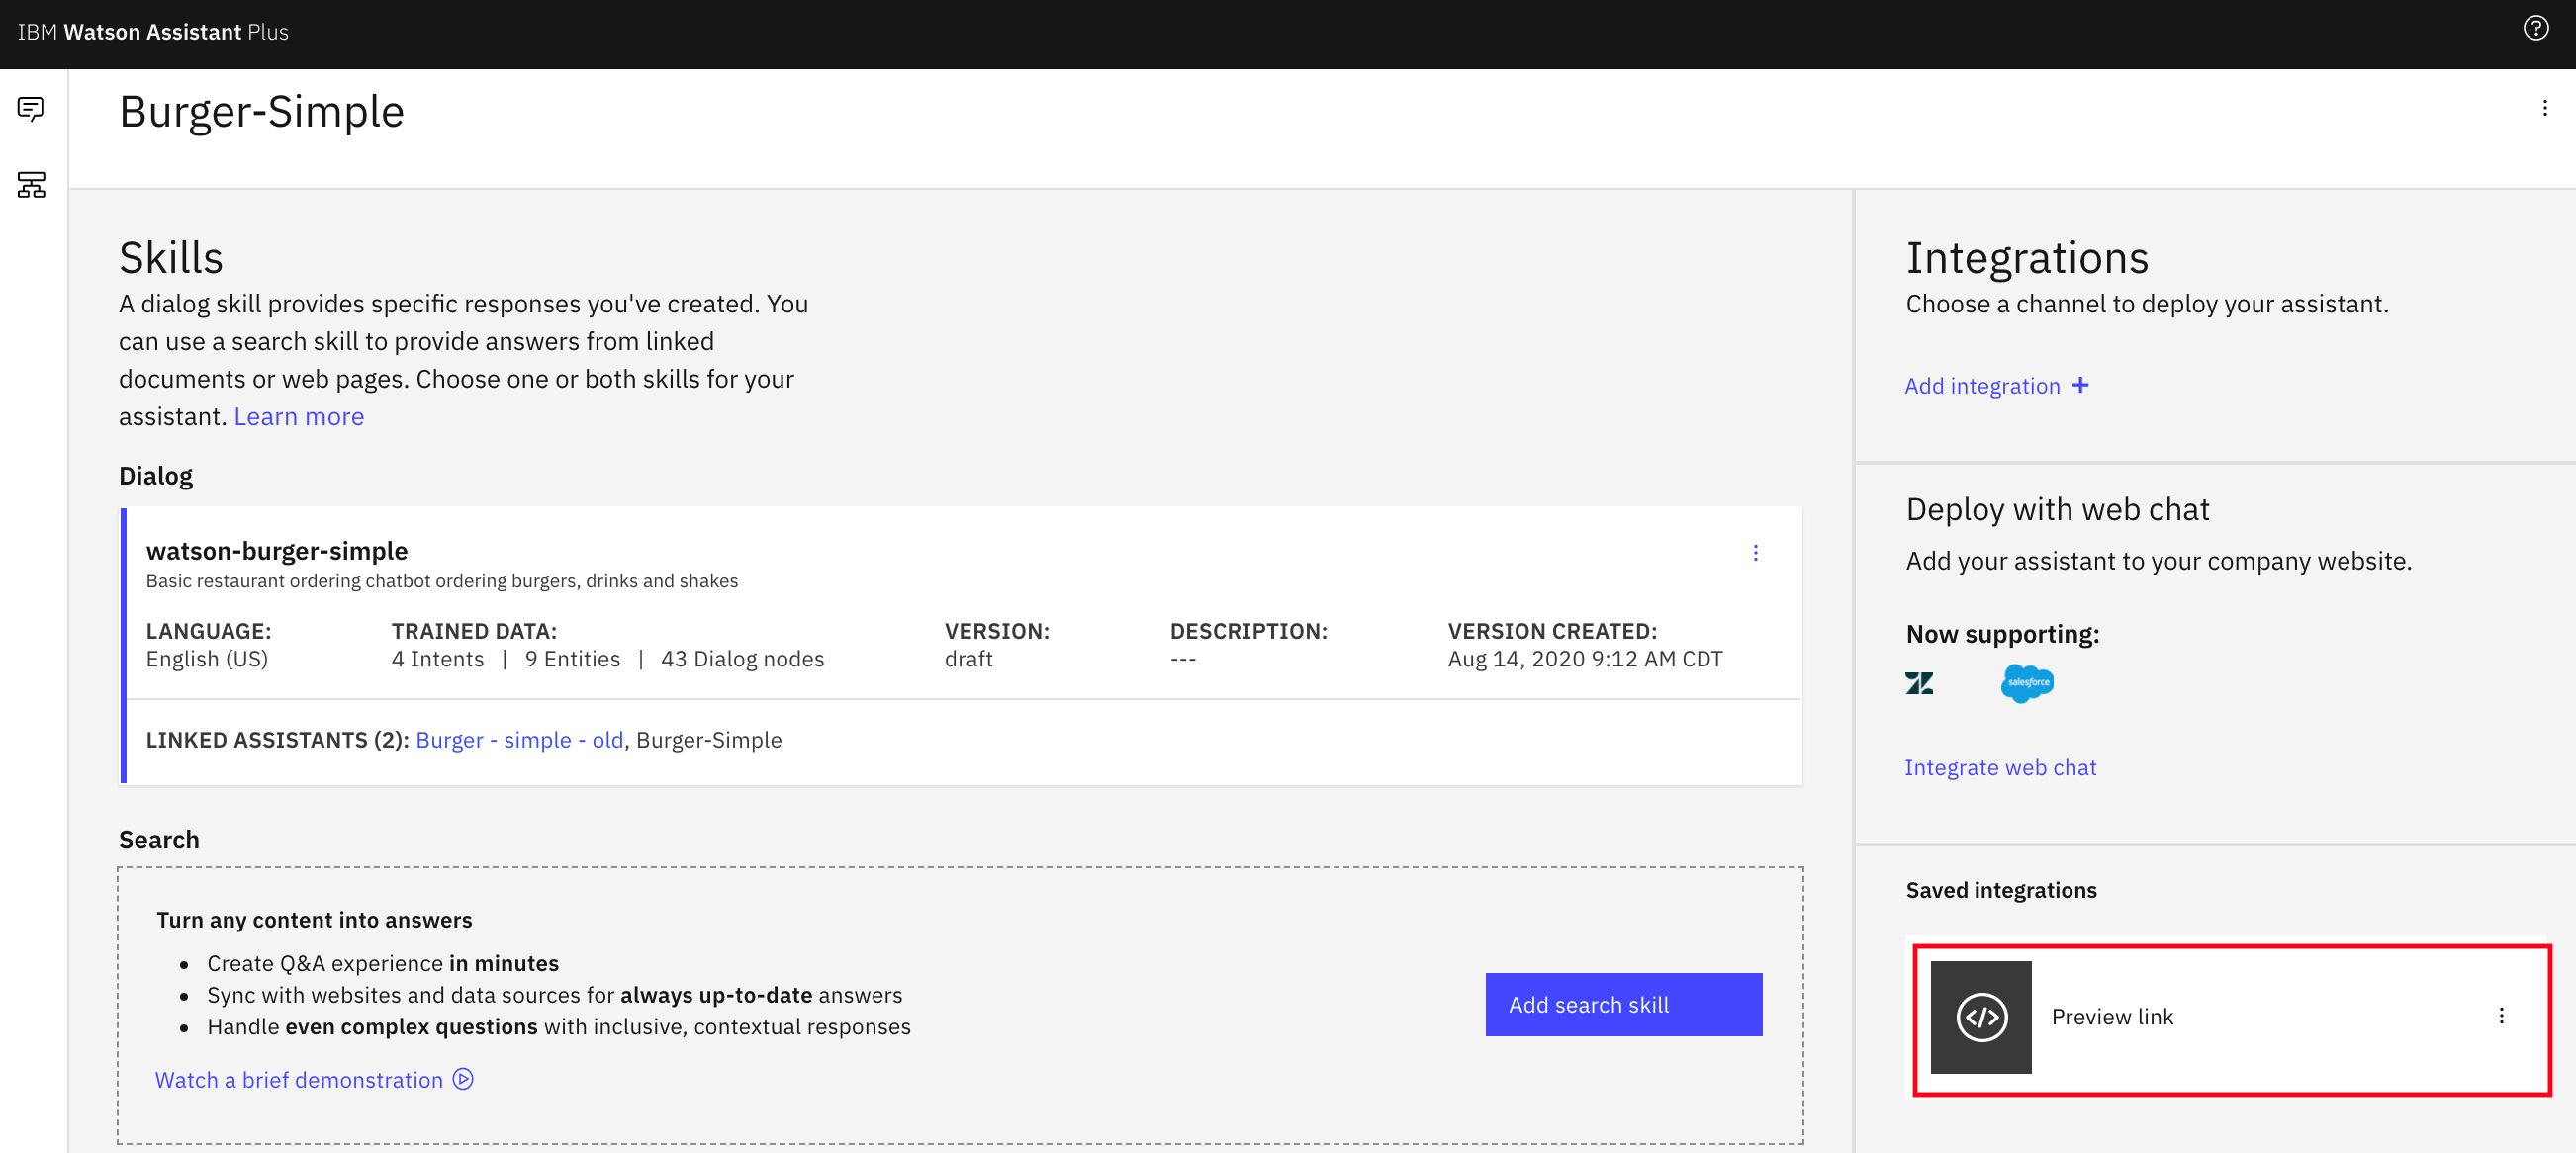 IBM Watson Assistant Plus
Burger-Simple
Skills
A dialog skill provides specific responses you've created. You
can use a search skill to provide answers from linked
documents or web pages. Choose one or both skills for your
assistant. Learn more
Dialog
watson-burger-simple
Basic restaurant ordering chatbot ordering burgers, drinks and shakes
LANGUAGE: TRAINED DATA: VERSION: DESCRIPTION: VERSION CREATED:
English (US) 4 Intents | 9 Entities | 43 Dialog nodes draft --- Aug 14, 2020 9:12 AM CDT
LINKED ASSISTANTS (2): Burger - simple - old, Burger-Simple
Search
Turn any content into answers
• Create Q&A experience in minutes
• Sync with websites and data sources for always up-to-date answers
• Handle even complex questions with inclusive, contextual responses
Add search skill
Watch a brief demonstration
Integrations
Choose a channel to deploy your assistant.
Add integration +
Deploy with web chat
Add your assistant to your company website.
Now supporting:
salesforce
Integrate web chat
Saved integrations
Preview link